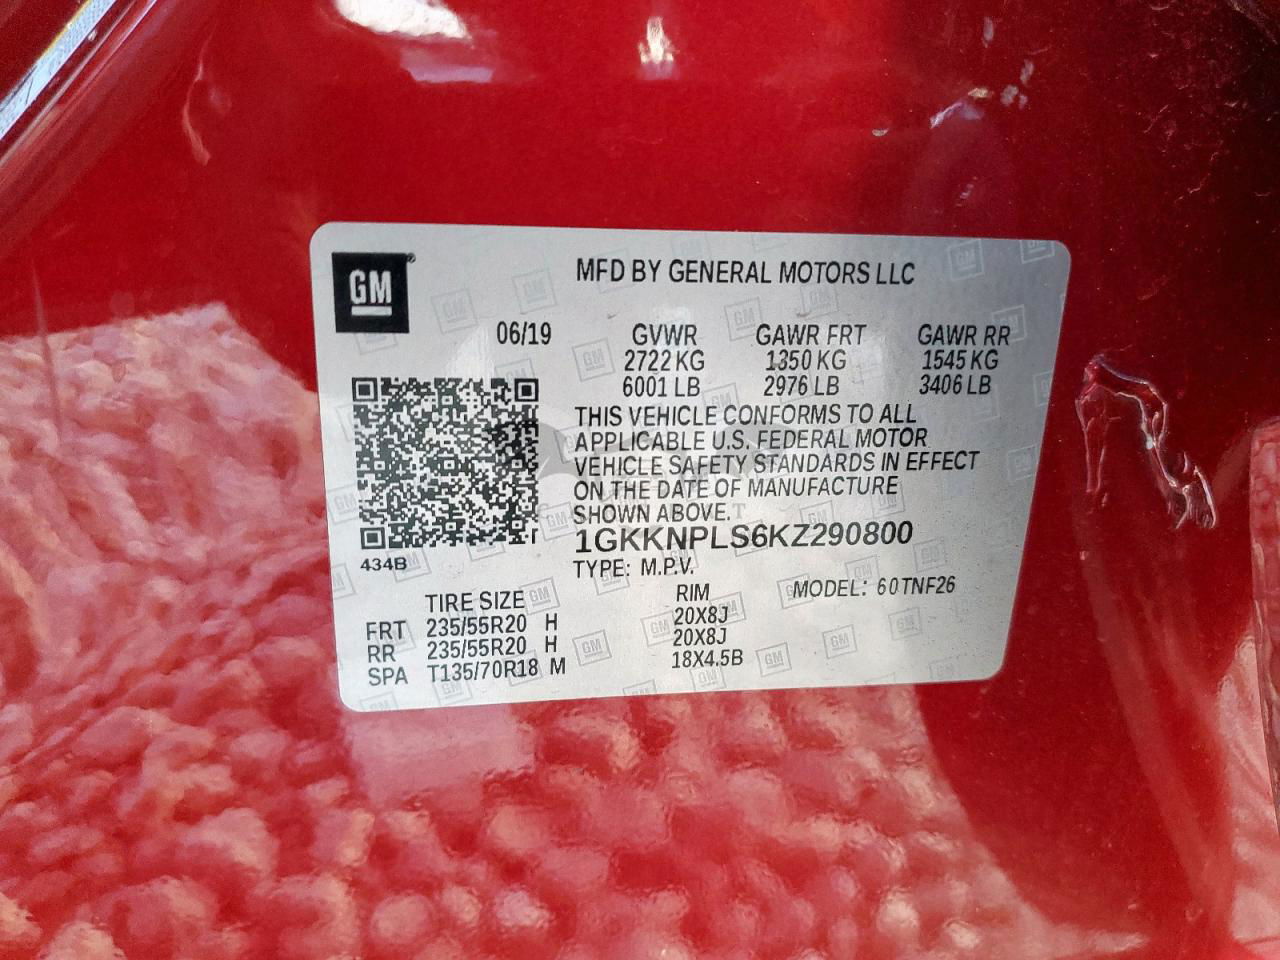 GM
MFD BY GENERAL MOTORS LLC
06/19 GVWR GAWR FRT GAWR RR
2722 KG 1350 KG 1545 KG
6001 LB 2976 LB 3406 LB
THIS VEHICLE CONFORMS TO ALL
APPLICABLE U.S. FEDERAL MOTOR
VEHICLE SAFETY STANDARDS IN EFFECT
ON THE DATE OF MANUFACTURE
SHOWN ABOVE.
1GKKNPLS6KZ290800
434B TYPE: M.P.V.
TIRE SIZE RIM MODEL: 60TNF26
FRT 235/55R20 H 20X8J
RR 235/55R20 H 20X8J
SPA T135/70R18 M 18X4.5B